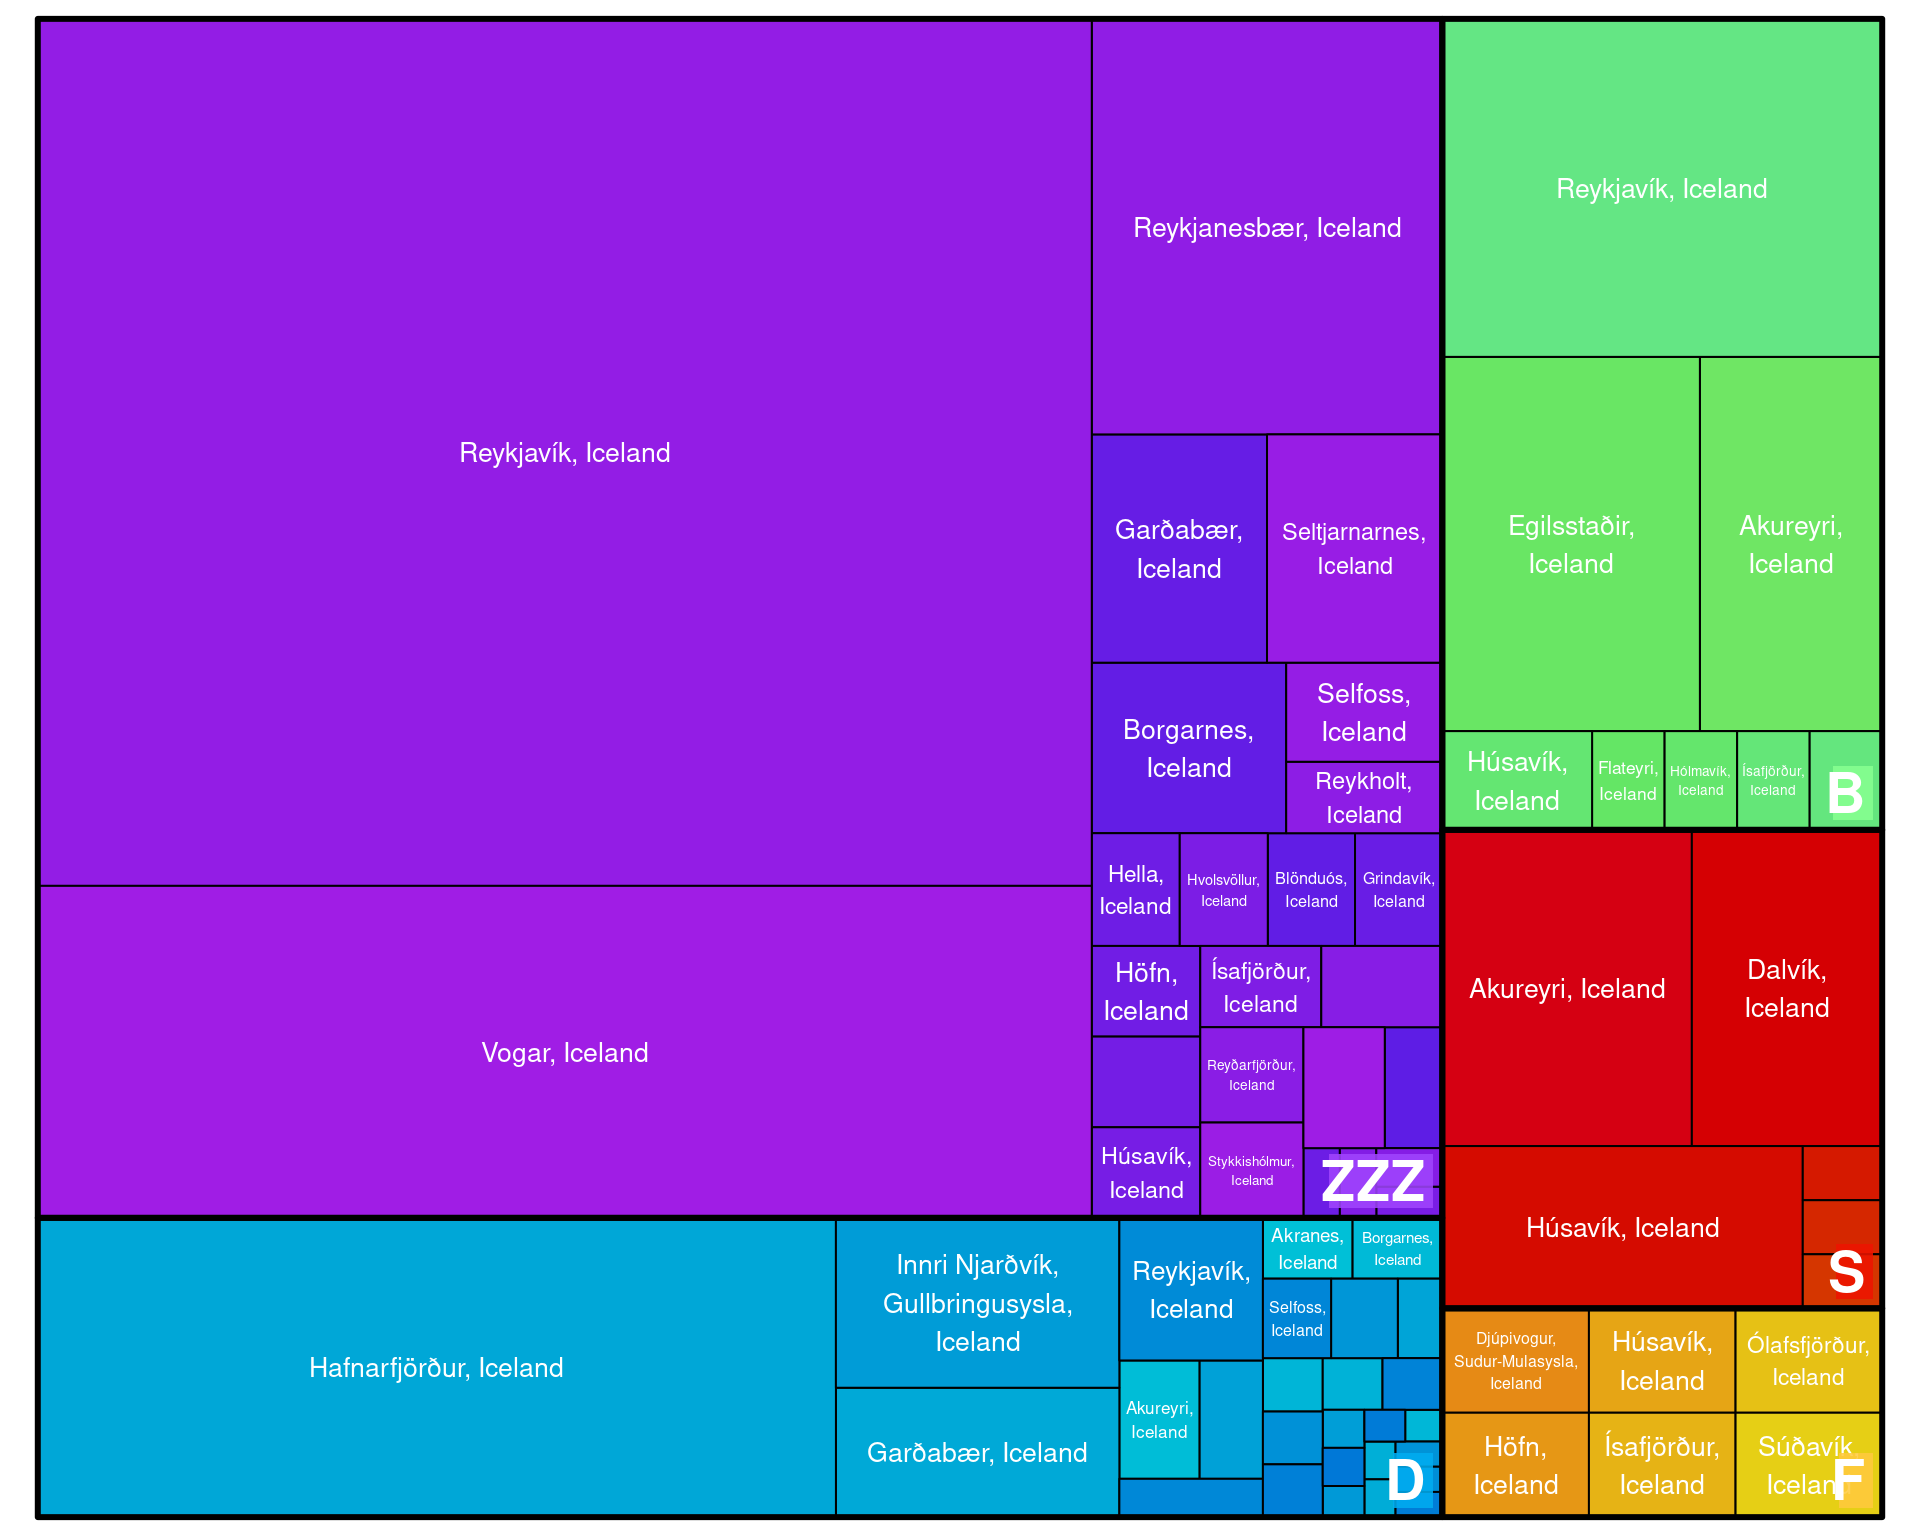 Reykjavík, Iceland
Vogar, Iceland
Reykjanesbær, Iceland
Garðabær,
Iceland
Seltjarnarnes,
Iceland
Borgarnes,
Iceland
Selfoss,
Iceland
Reykholt,
Iceland
Hella,
Iceland
Hvolsvöllur,
Iceland
Blönduós,
Iceland
Grindavík,
Iceland
Höfn,
Iceland
Ísafjörður,
Iceland
Reyðarfjörður,
Iceland
Húsavík,
Iceland
Stykkishólmur,
Iceland
ZZZ
Hafnarfjörður, Iceland
Innri Njarðvík,
Gullbringusysla,
Iceland
Garðabær, Iceland
Reykjavík,
Iceland
Akureyri,
Iceland
Akranes,
Iceland
Borgarnes,
Iceland
Selfoss,
Iceland
D
Reykjavík, Iceland
Egilsstaðir,
Iceland
Akureyri,
Iceland
Húsavík,
Iceland
Flateyri,
Iceland
Hólmavík,
Iceland
Ísafjörður,
Iceland
B
Akureyri, Iceland
Dalvík,
Iceland
Húsavík, Iceland
S
Djúpivogur,
Sudur-Mulasysla,
Iceland
Húsavík,
Iceland
Ólafsfjörður,
Iceland
Höfn,
Iceland
Ísafjörður,
Iceland
Súðavík,
Iceland
F